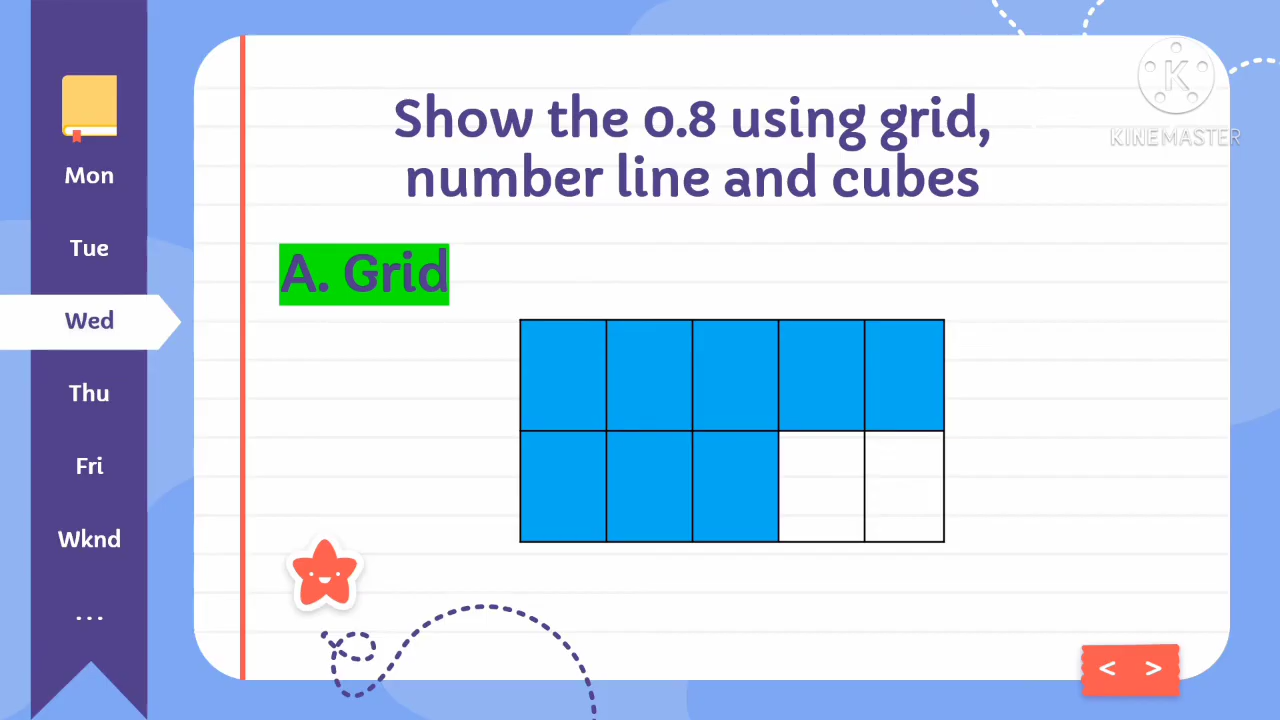 Show the 0.8 using grid,
number line and cubes
KINEMASTER
Mon
A. Grid
Tue
Wed
Thu
Fri
Wknd
...
< >